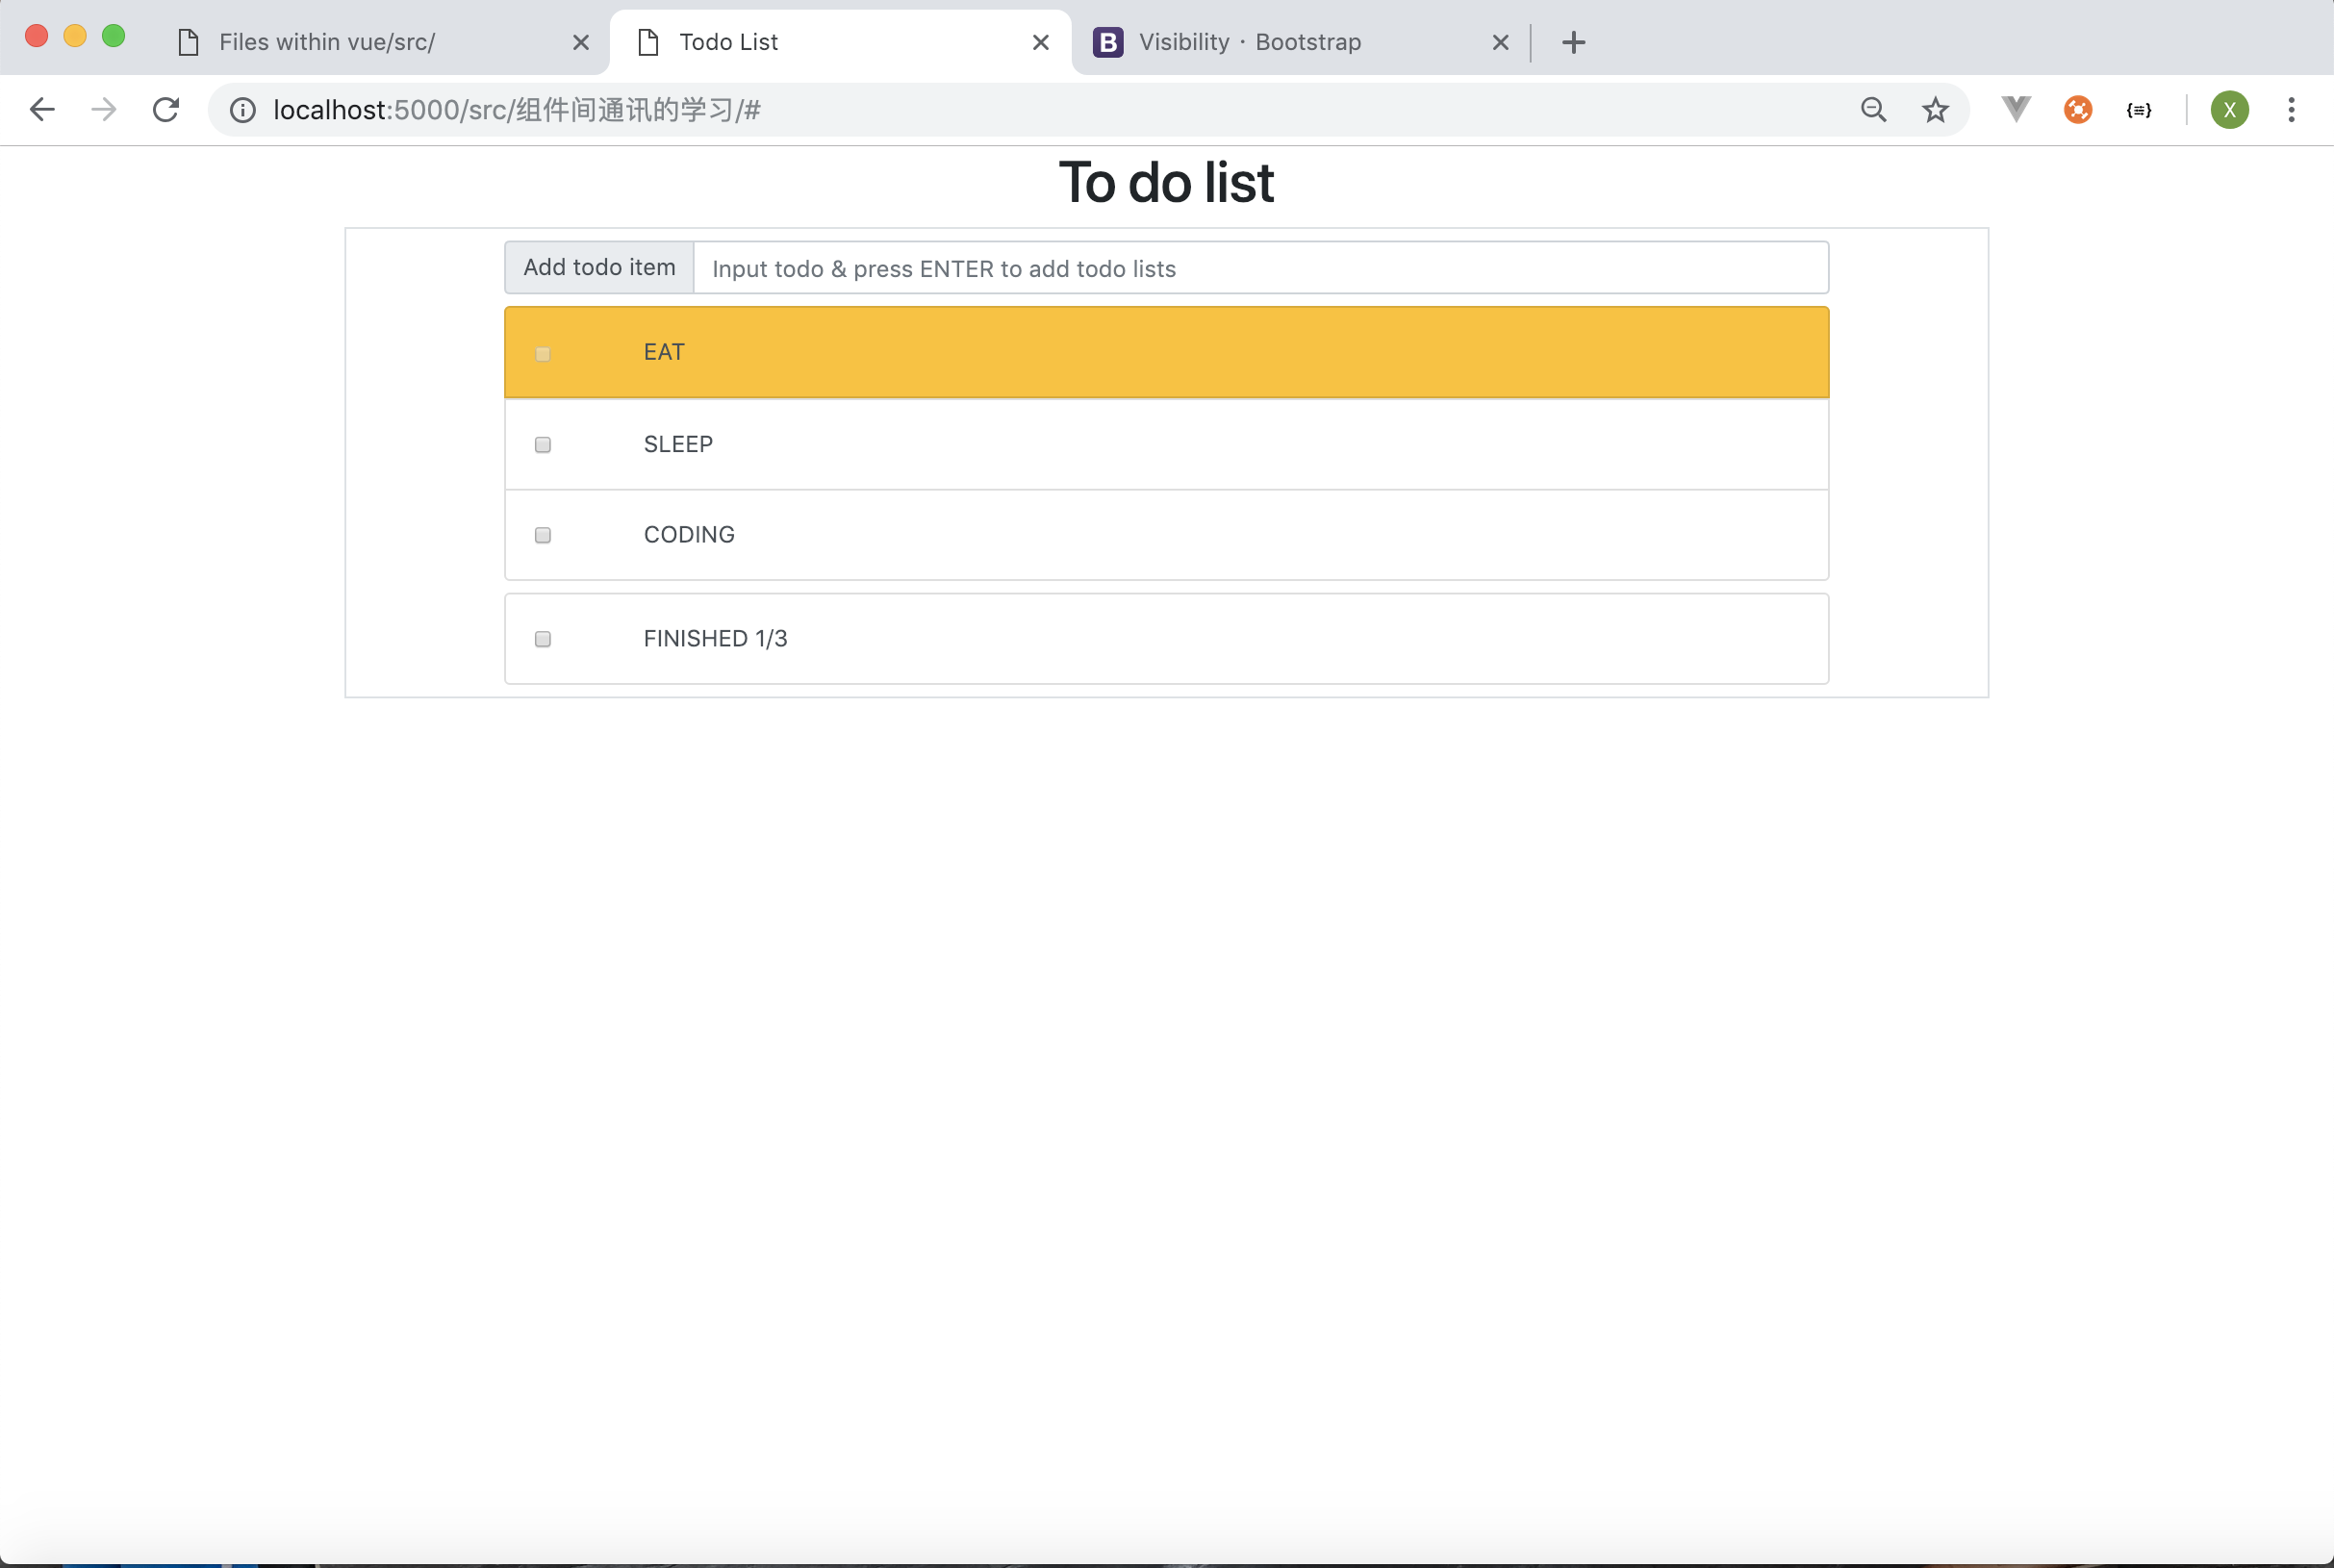 Files within vue/src/
Todo List
B Visibility · Bootstrap
localhost:5000/src/组件间通讯的学习/#
{≡}
X
To do list
Add todo item
Input todo & press ENTER to add todo lists
EAT
SLEEP
CODING
FINISHED 1/3